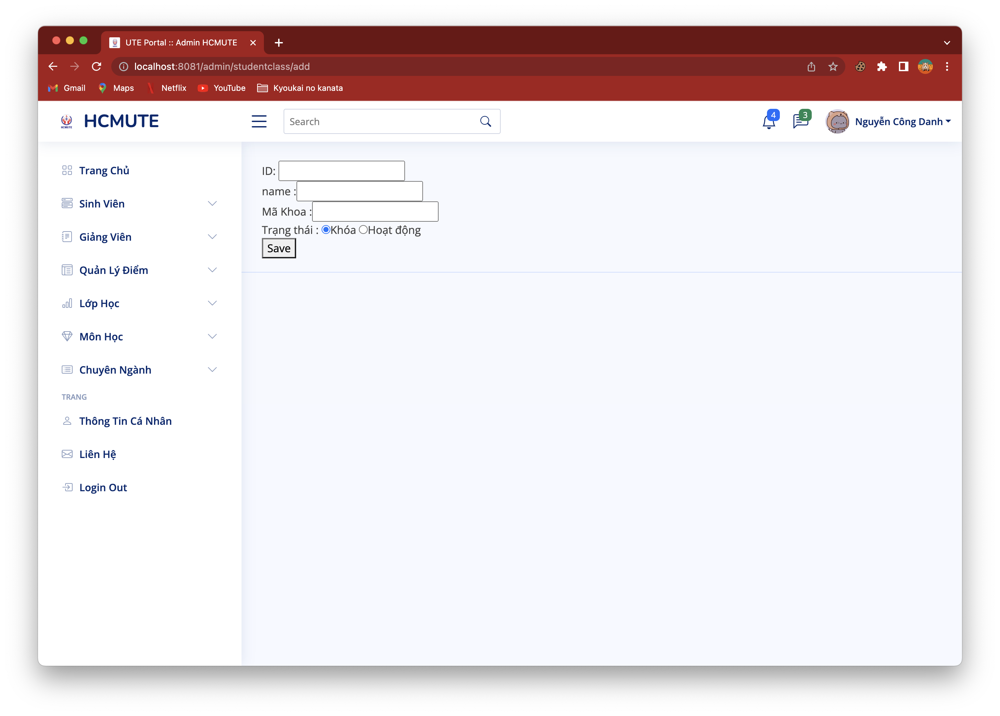 UTE Portal :: Admin HCMUTE
localhost:8081/admin/studentclass/add
Gmail Maps Netflix YouTube Kyoukai no kanata
HCMUTE HCMUTE Search 4 3 Nguyễn Công Danh
Trang Chủ
Sinh Viên
Giảng Viên
Quản Lý Điểm
Lớp Học
Môn Học
Chuyên Ngành
TRANG
Thông Tin Cá Nhân
Liên Hệ
Login Out
ID:
name :
Mã Khoa :
Trạng thái : Khóa Hoạt động
Save